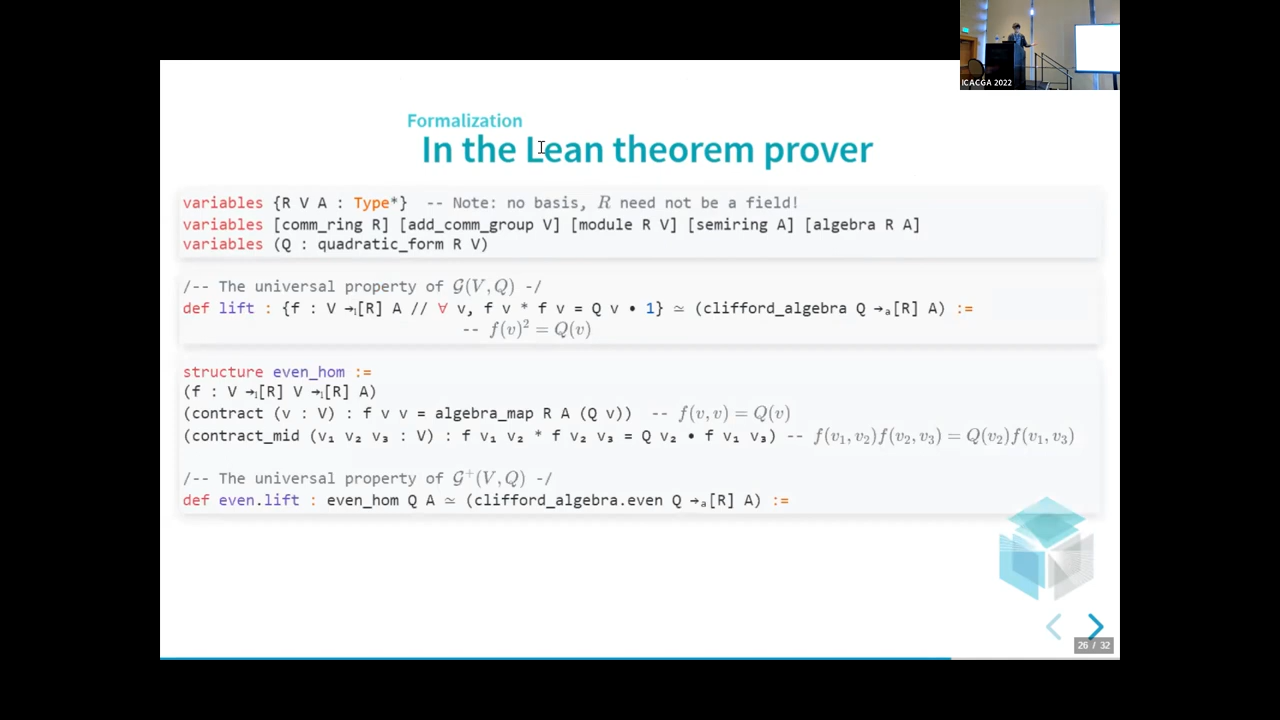 ICACGA 2022
Formalization
In the Lean theorem prover
variables {R V A : Type*} -- Note: no basis, R need not be a field!
variables [comm_ring R] [add_comm_group V] [module R V] [semiring A] [algebra R A]
variables (Q : quadratic_form R V)
/-- The universal property of 𝒢(V, Q) -/
def lift : {f : V →ₗ[R] A // ∀ v, f v * f v = Q v • 1} ≃ (clifford_algebra Q →ₐ[R] A) :=
-- f(v)² = Q(v)
structure even_hom :=
(f : V →ₗ[R] V →ₗ[R] A)
(contract (v : V) : f v v = algebra_map R A (Q v)) -- f(v, v) = Q(v)
(contract_mid (v₁ v₂ v₃ : V) : f v₁ v₂ * f v₂ v₃ = Q v₂ • f v₁ v₃) -- f(v₁, v₂)f(v₂, v₃) = Q(v₂)f(v₁, v₃)
/-- The universal property of 𝒢⁺(V, Q) -/
def even.lift : even_hom Q A ≃ (clifford_algebra.even Q →ₐ[R] A) :=
26 / 32